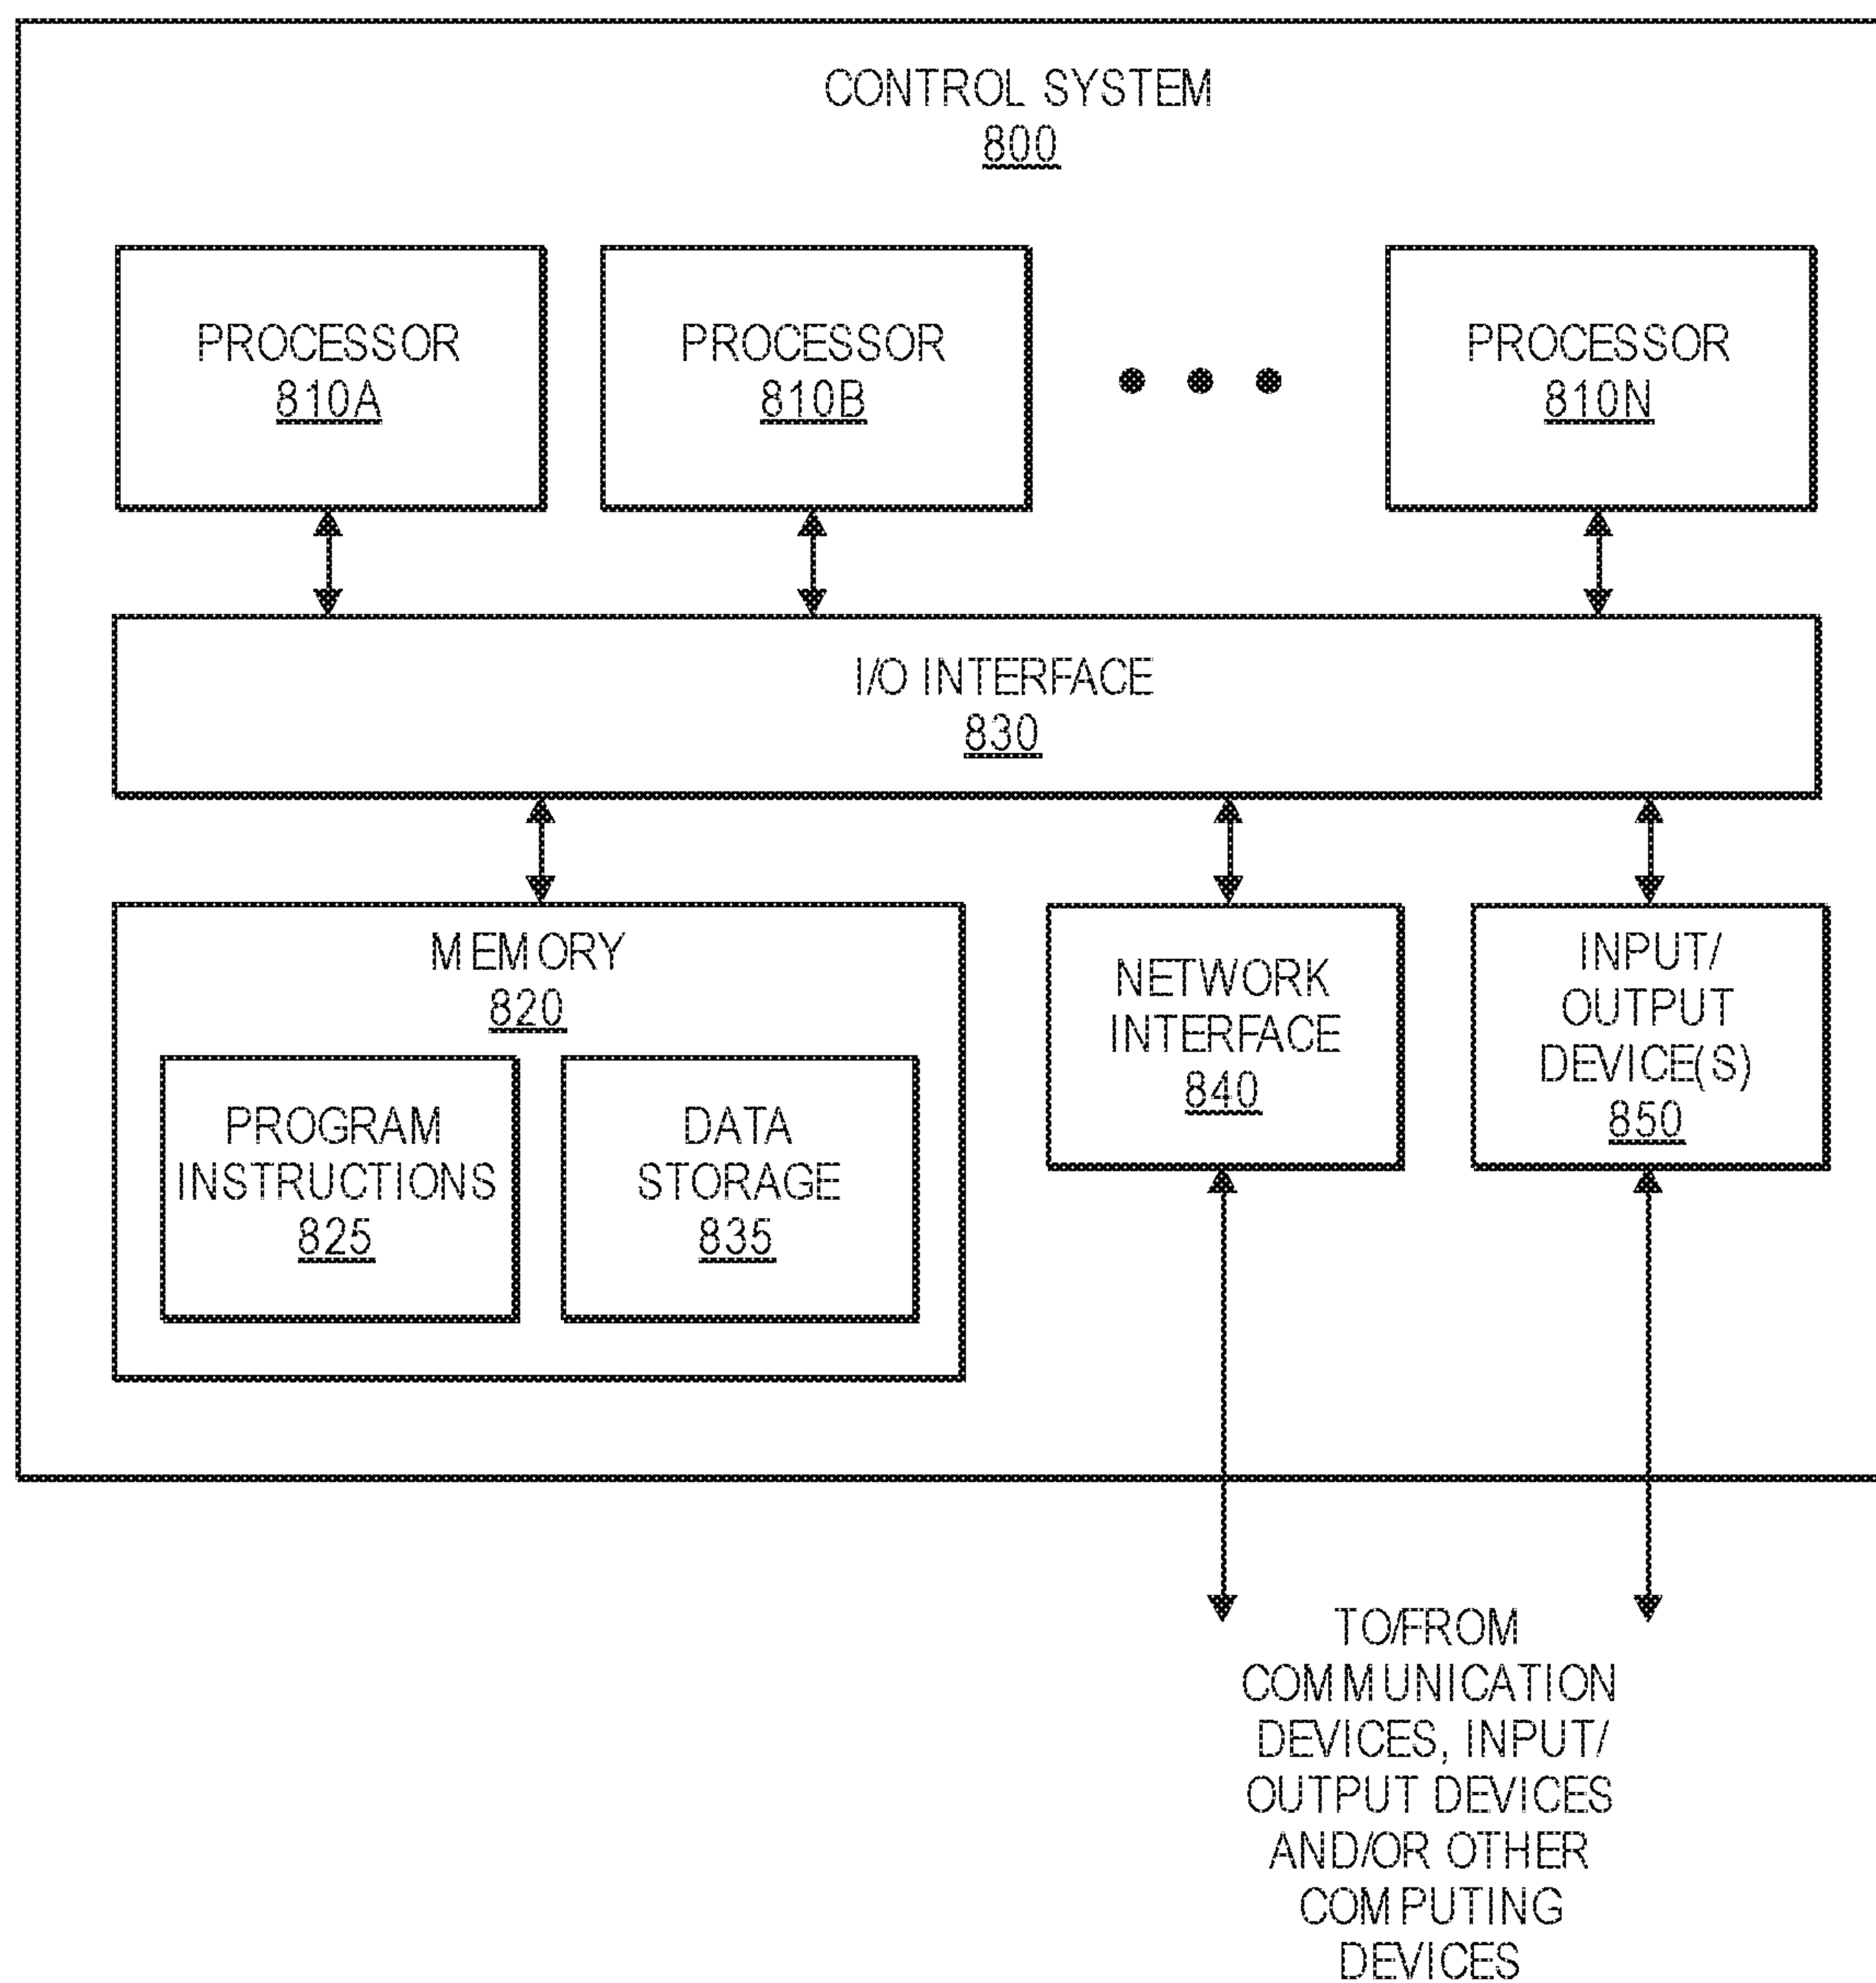 CONTROL SYSTEM
800
PROCESSOR
810A
PROCESSOR
810B
PROCESSOR
810N
I/O INTERFACE
830
MEMORY
820
PROGRAM
INSTRUCTIONS
825
DATA
STORAGE
835
NETWORK
INTERFACE
840
INPUT/
OUTPUT
DEVICE(S)
850
TO/FROM
COMMUNICATION
DEVICES, INPUT/
OUTPUT DEVICES
AND/OR OTHER
COMPUTING
DEVICES